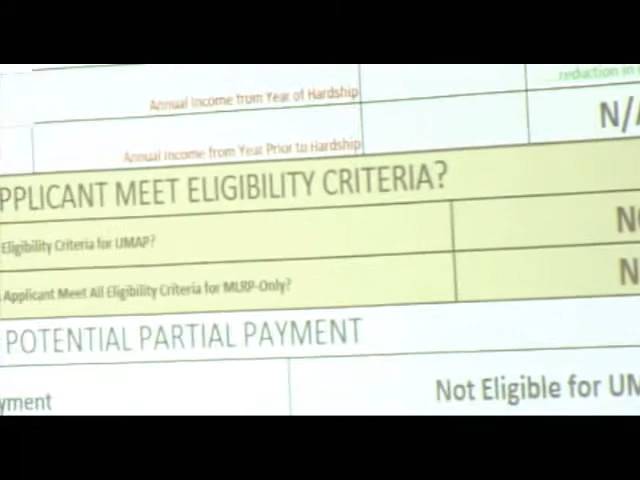 reduction in
Annual Income from Year of Hardship
N/A
Annual Income from Year Prior to Hardship
PPLICANT MEET ELIGIBILITY CRITERIA?
Eligibility Criteria for UMAP?
NO
Applicant Meet All Eligibility Criteria for MLRP-Only?
N
POTENTIAL PARTIAL PAYMENT
yment
Not Eligible for UM